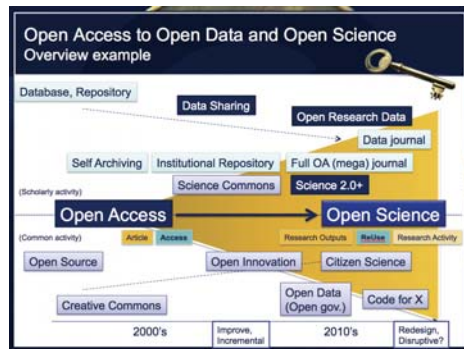 Open Access to Open Data and Open Science
Overview example
Database, Repository
Data Sharing
Open Research Data
Data journal
Self Archiving
Institutional Repository
Full OA (mega) journal
Science Commons
Science 2.0+
(Scholarly activity)
Open Access
Open Science
(Common activity)
Article
Access
Research Outputs
ReUse
Research Activity
Open Source
Open Innovation
Citizen Science
Creative Commons
Open Data
(Open gov.)
Code for X
2000's
Improve,
Incremental
2010's
Redesign,
Disruptive?